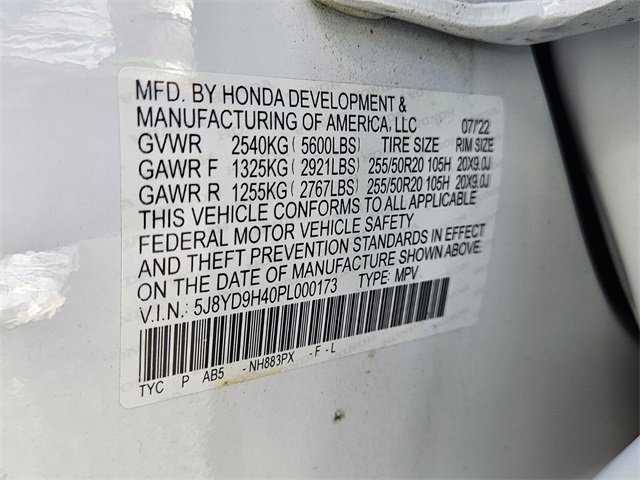 MFD. BY HONDA DEVELOPMENT &
MANUFACTURING OF AMERICA, LLC 07/'22
GVWR 2540KG(5600LBS) TIRE SIZE RIM SIZE
GAWR F 1325KG(2921LBS) 255/50R20 105H 20X9.0J
GAWR R 1255KG(2767LBS) 255/50R20 105H 20X9.0J
THIS VEHICLE CONFORMS TO ALL APPLICABLE
FEDERAL MOTOR VEHICLE SAFETY
AND THEFT PREVENTION STANDARDS IN EFFECT
ON THE DATE OF MANUFACTURE SHOWN ABOVE.
V.I.N.: 5J8YD9H40PL000173 TYPE: MPV
TYC P AB5 -NH883PX -F-L